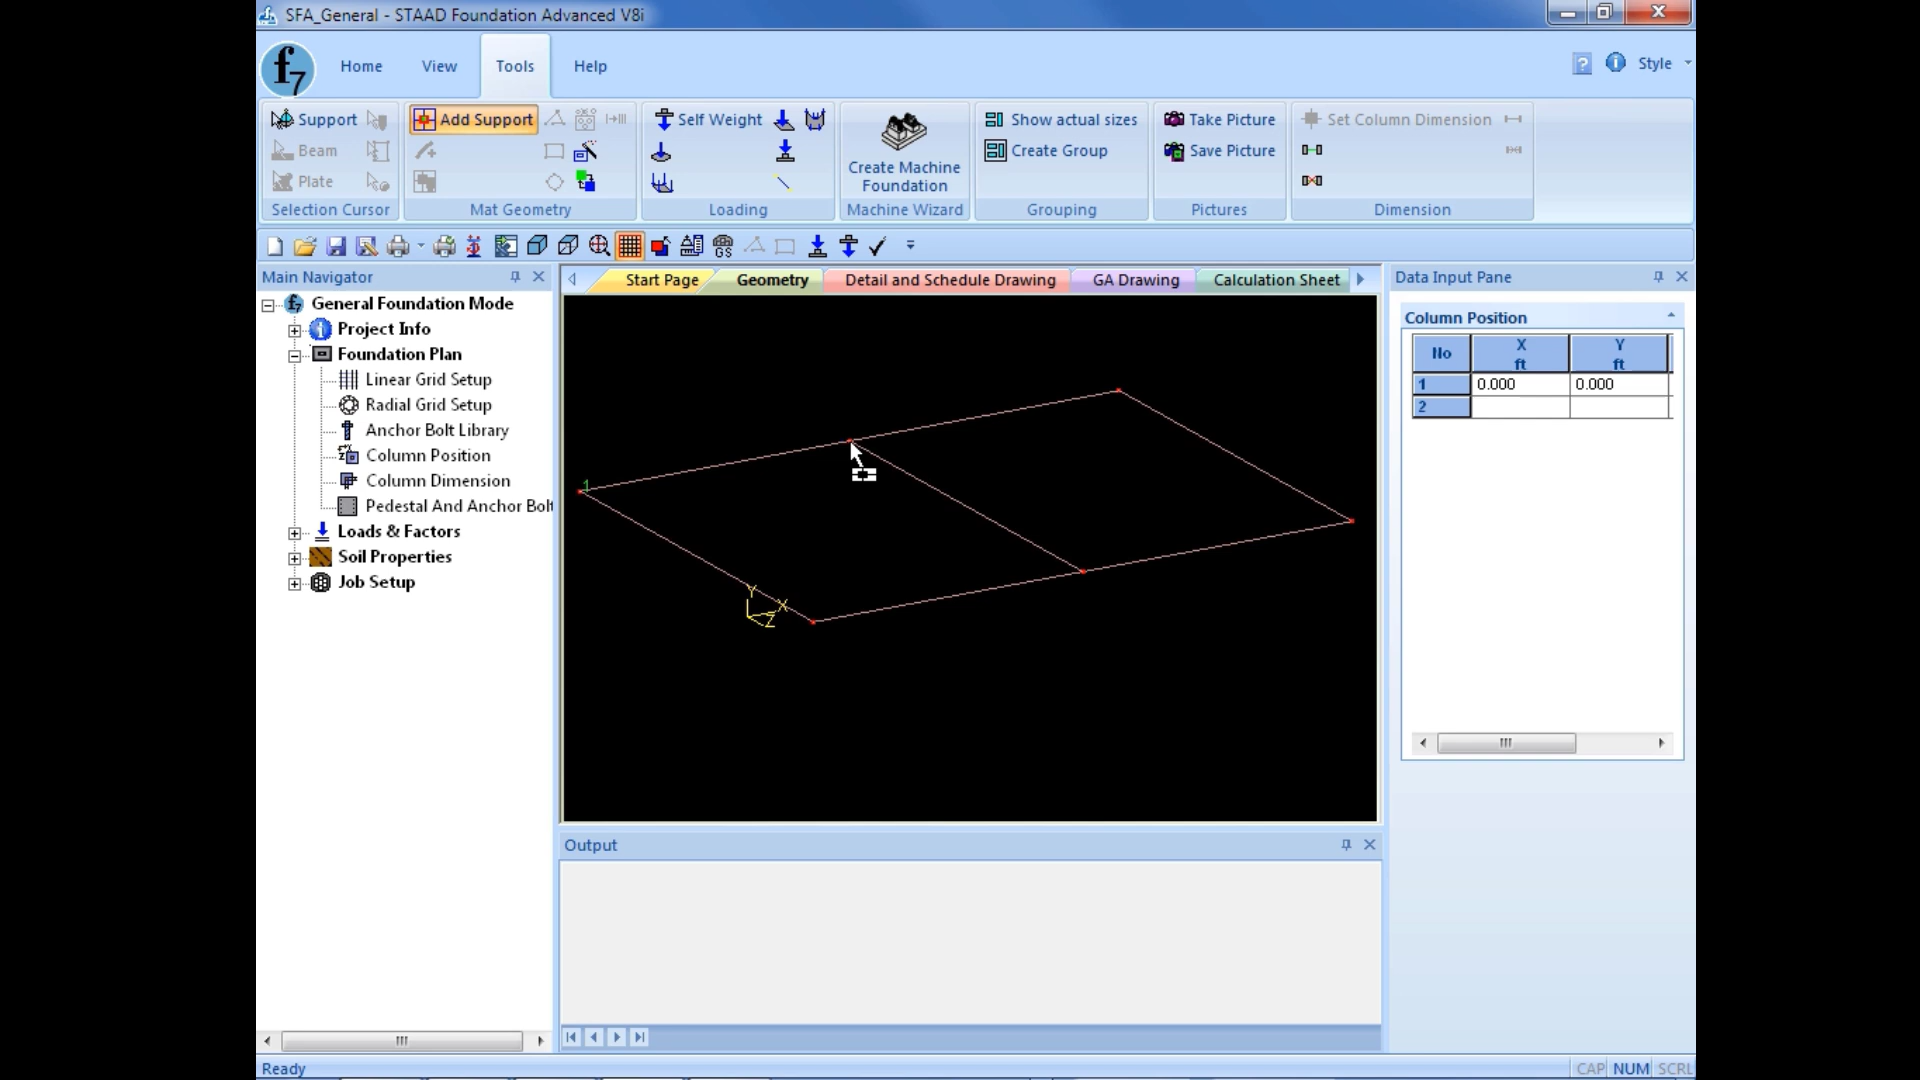 SFA_General - STAAD Foundation Advanced V8i
f7
Home
View
Tools
Help
Style
Support
Beam
Plate
Selection Cursor
Add Support
Mat Geometry
Self Weight
Loading
Create Machine
Foundation
Machine Wizard
Show actual sizes
Create Group
Grouping
Take Picture
Save Picture
Pictures
Set Column Dimension
Dimension
GS
Main Navigator
General Foundation Mode
Project Info
Foundation Plan
Linear Grid Setup
Radial Grid Setup
Anchor Bolt Library
Column Position
Column Dimension
Pedestal And Anchor Bolt
Loads & Factors
Soil Properties
Job Setup
Start Page
Geometry
Detail and Schedule Drawing
GA Drawing
Calculation Sheet
1
Y
X
Z
Output
Data Input Pane
Column Position
No
X
ft
Y
ft
1
0.000
0.000
2
Ready
CAP
NUM
SCRL